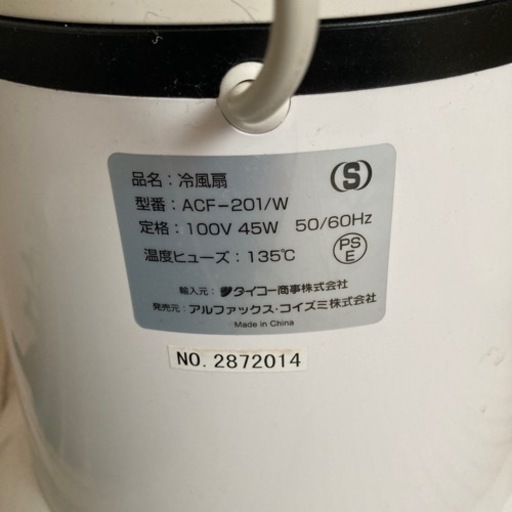 品名：冷風扇
S
型番：ACF-201/W
定格：100V 45W 50/60Hz
温度ヒューズ：135℃
PS
E
輸入元：タイコー商事株式会社
発売元：アルファックス・コイズミ株式会社
Made in China
NO. 2872014